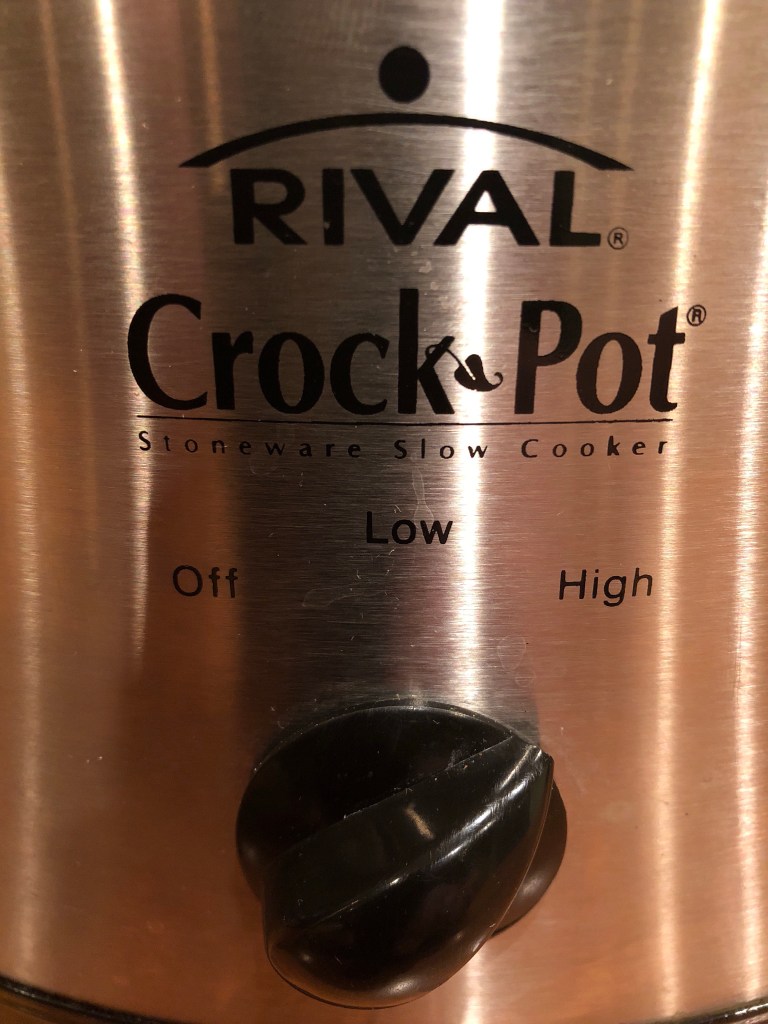 RIVAL®
Crock Pot®
Stoneware Slow Cooker
Low
Off High